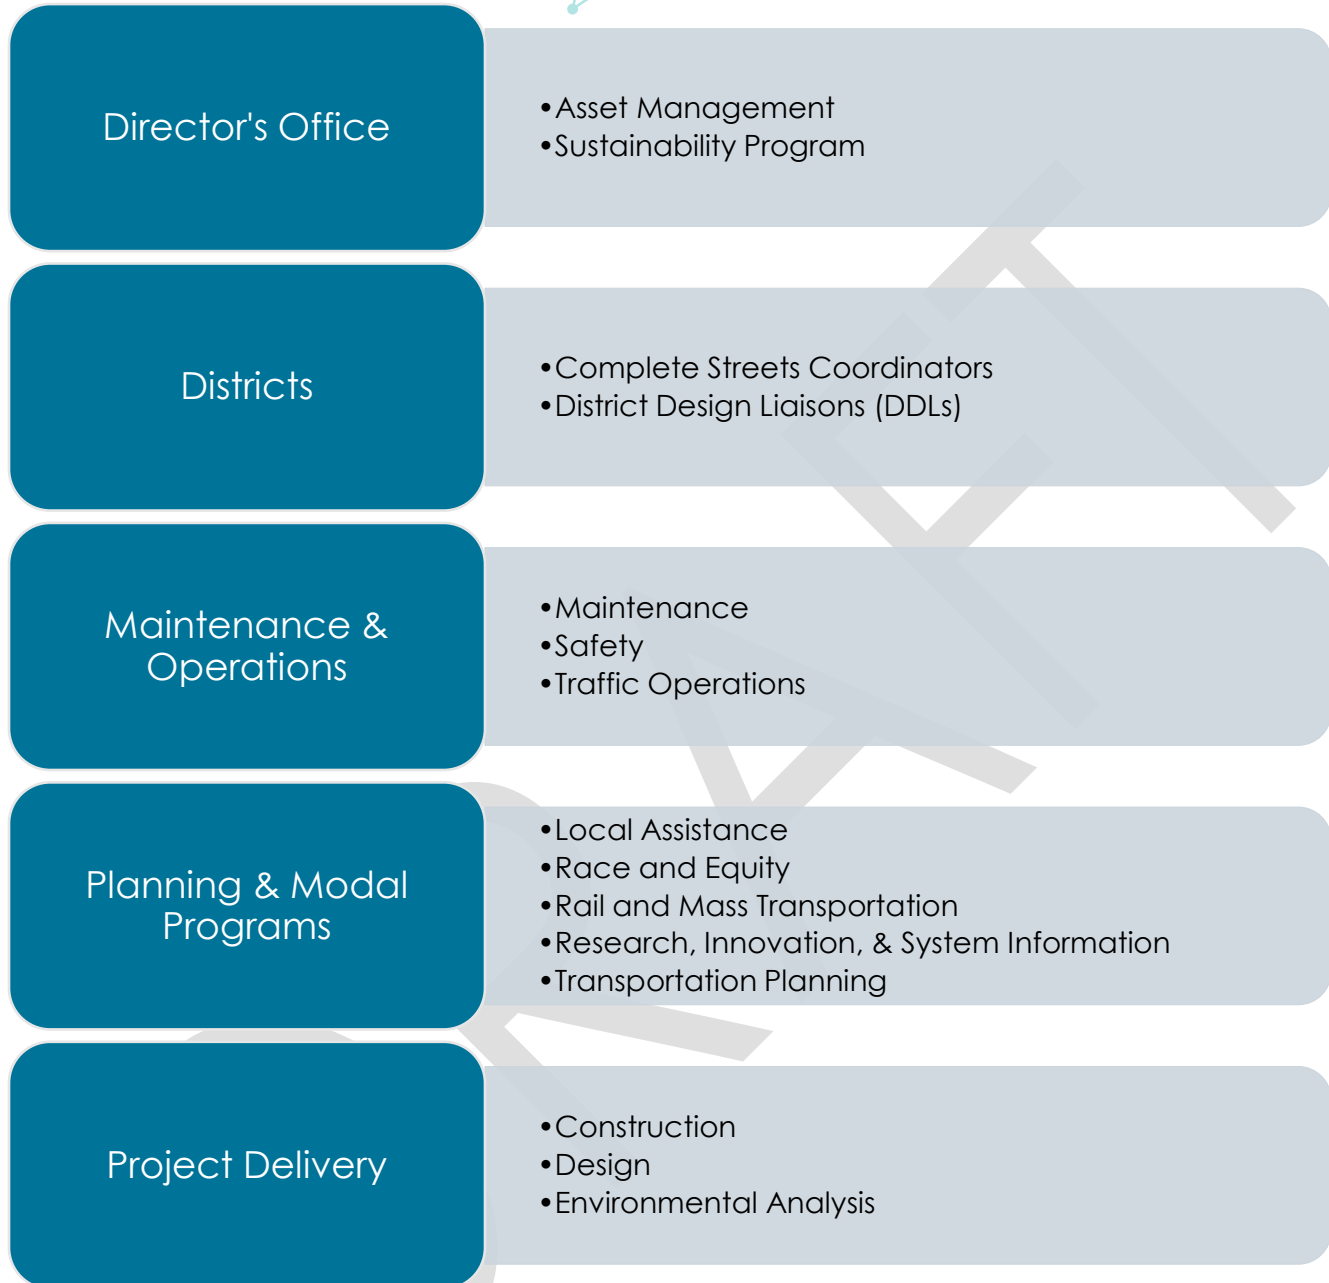 Director's Office
•Asset Management
•Sustainability Program
Districts
•Complete Streets Coordinators
•District Design Liaisons (DDLs)
Maintenance &
Operations
•Maintenance
•Safety
•Traffic Operations
Planning & Modal
Programs
•Local Assistance
•Race and Equity
•Rail and Mass Transportation
•Research, Innovation, & System Information
•Transportation Planning
Project Delivery
•Construction
•Design
•Environmental Analysis
DRAFT